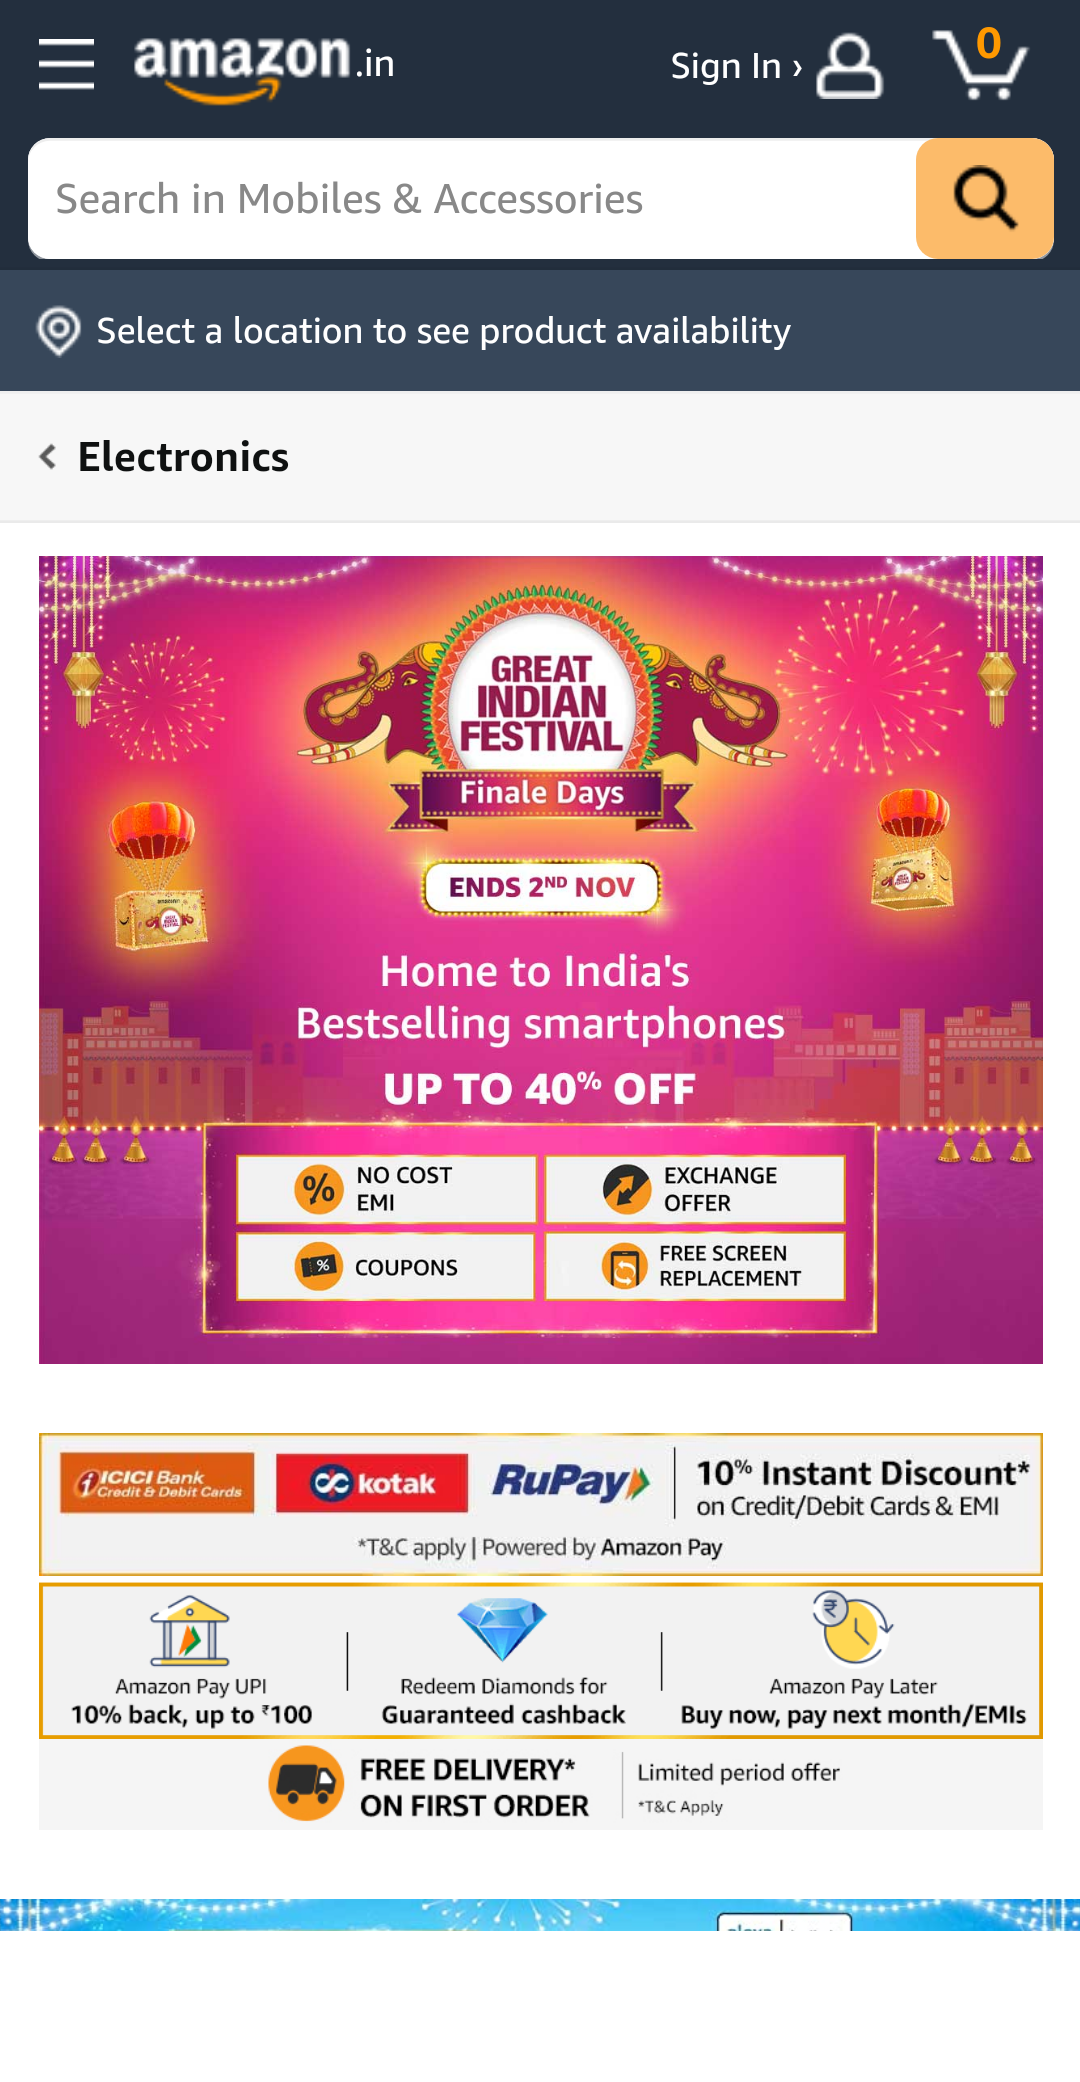 amazon.in
Sign In ›
0
Search in Mobiles & Accessories
Select a location to see product availability
Electronics
GREAT
INDIAN
FESTIVAL
Finale Days
ENDS 2ND NOV
Home to India's
Bestselling smartphones
UP TO 40% OFF
% NO COST
EMI
EXCHANGE
OFFER
% COUPONS
FREE SCREEN
REPLACEMENT
ICICI Bank
Credit & Debit Cards
kotak
RuPay
10% Instant Discount*
on Credit/Debit Cards & EMI
*T&C apply | Powered by Amazon Pay
Amazon Pay UPI
10% back, up to ₹100
Redeem Diamonds for
Guaranteed cashback
₹
Amazon Pay Later
Buy now, pay next month/EMIs
FREE DELIVERY*
ON FIRST ORDER
Limited period offer
*T&C Apply